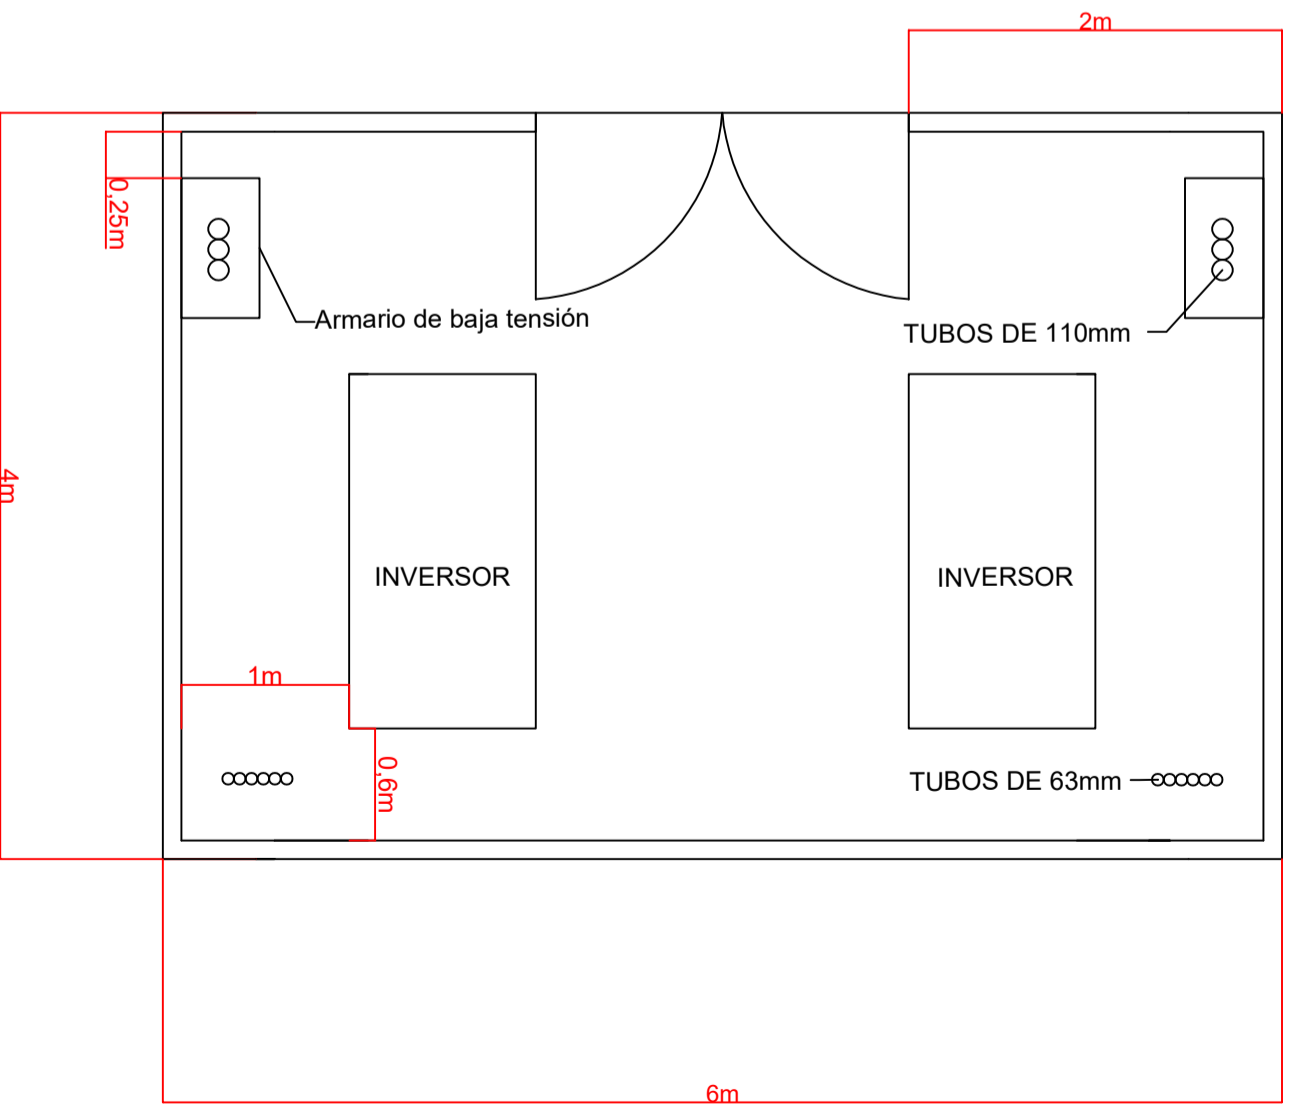 2m
0,25m
Armario de baja tensión
TUBOS DE 110mm
4m
INVERSOR
INVERSOR
1m
0,6m
TUBOS DE 63mm
6m